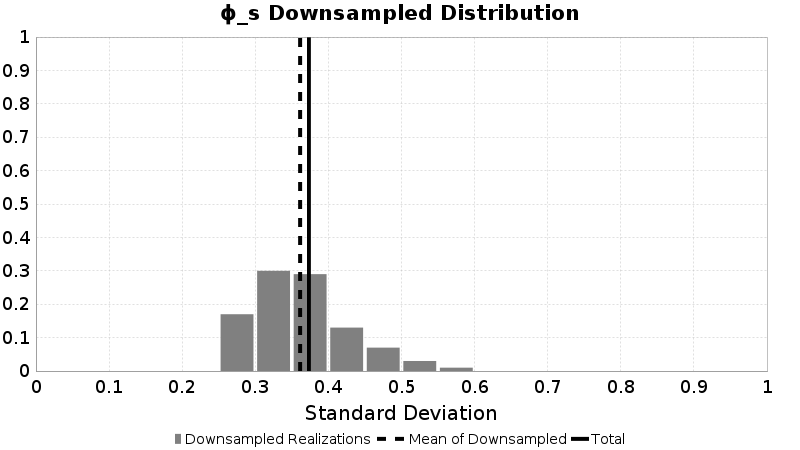 ϕ_s Downsampled Distribution
1
0.9
0.8
0.7
0.6
0.5
0.4
0.3
0.2
0.1
0
0 0.1 0.2 0.3 0.4 0.5 0.6 0.7 0.8 0.9 1
Standard Deviation
Downsampled Realizations Mean of Downsampled Total